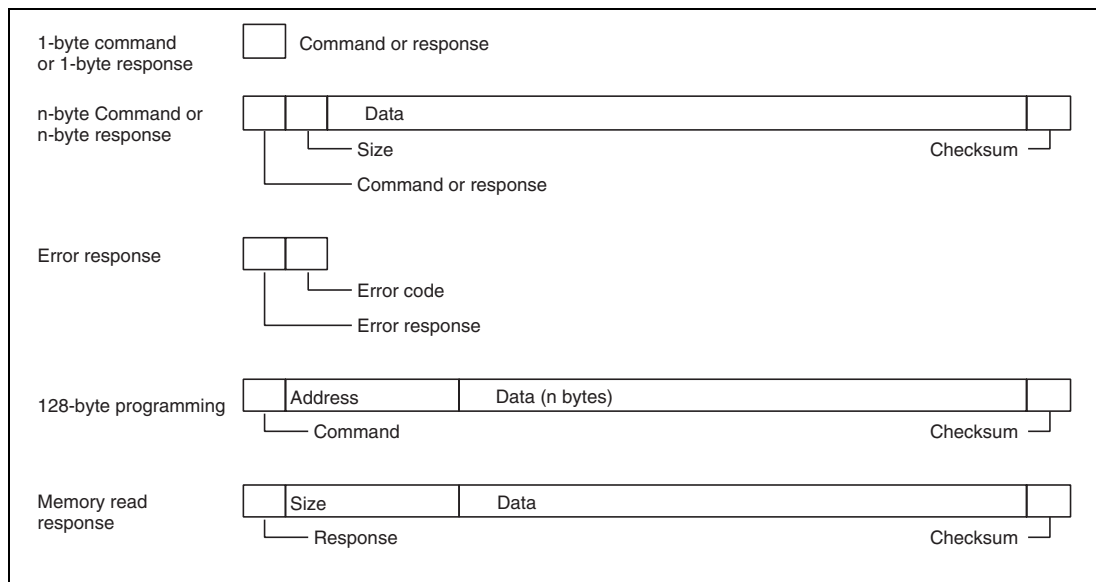 1-byte command
or 1-byte response
Command or response
n-byte Command or
n-byte response
Data
Size
Checksum
Command or response
Error response
Error code
Error response
128-byte programming
Address
Data (n bytes)
Command
Checksum
Memory read
response
Size
Data
Response
Checksum